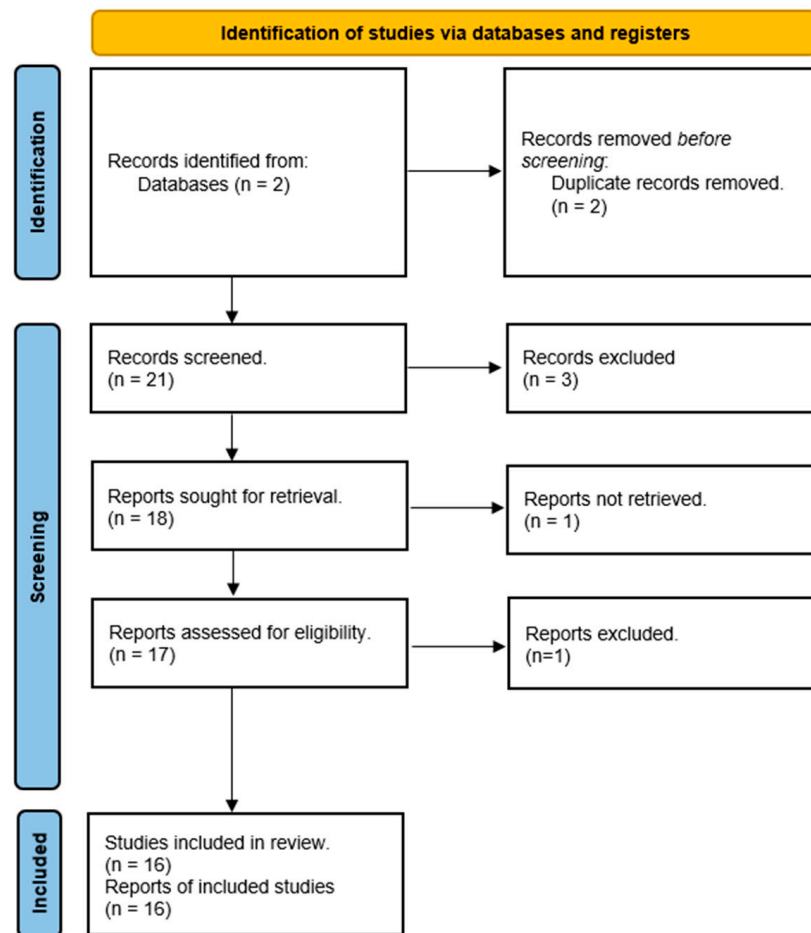 Identification of studies via databases and registers
Identification
Records identified from:
Databases (n = 2)
Records removed before
screening:
Duplicate records removed.
(n = 2)
Screening
Records screened.
(n = 21)
Records excluded
(n = 3)
Reports sought for retrieval.
(n = 18)
Reports not retrieved.
(n = 1)
Reports assessed for eligibility.
(n = 17)
Reports excluded.
(n=1)
Included
Studies included in review.
(n = 16)
Reports of included studies
(n = 16)